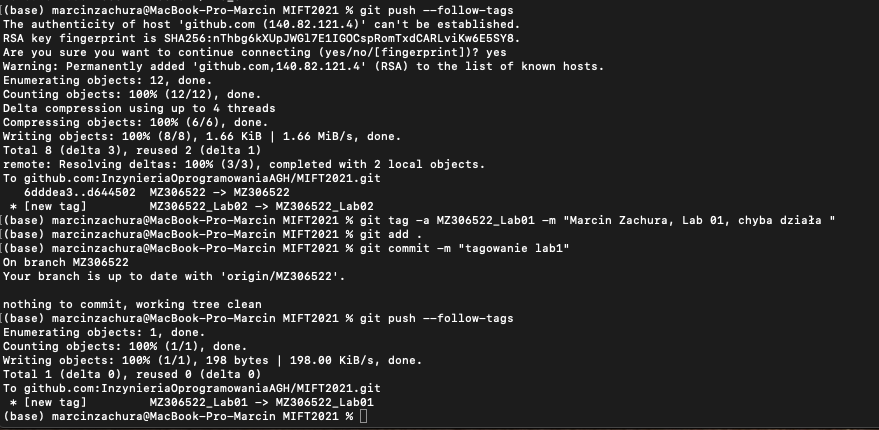 [(base) marcinzachura@MacBook-Pro-Marcin MIFT2021 % git push --follow-tags
The authenticity of host 'github.com (140.82.121.4)' can't be established.
RSA key fingerprint is SHA256:nThbg6kXUpJWGl7E1IGOCspRomTxdCARLviKw6E5SY8.
Are you sure you want to continue connecting (yes/no/[fingerprint])? yes
Warning: Permanently added 'github.com,140.82.121.4' (RSA) to the list of known hosts.
Enumerating objects: 12, done.
Counting objects: 100% (12/12), done.
Delta compression using up to 4 threads
Compressing objects: 100% (6/6), done.
Writing objects: 100% (8/8), 1.66 KiB | 1.66 MiB/s, done.
Total 8 (delta 3), reused 2 (delta 1)
remote: Resolving deltas: 100% (3/3), completed with 2 local objects.
To github.com:InzynieriaOprogramowaniaAGH/MIFT2021.git
   6dddea3..d644502  MZ306522 -> MZ306522
 * [new tag]         MZ306522_Lab02 -> MZ306522_Lab02
[(base) marcinzachura@MacBook-Pro-Marcin MIFT2021 % git tag -a MZ306522_Lab01 -m "Marcin Zachura, Lab 01, chyba działa "
[(base) marcinzachura@MacBook-Pro-Marcin MIFT2021 % git add .
[(base) marcinzachura@MacBook-Pro-Marcin MIFT2021 % git commit -m "tagowanie lab1"
On branch MZ306522
Your branch is up to date with 'origin/MZ306522'.

nothing to commit, working tree clean
[(base) marcinzachura@MacBook-Pro-Marcin MIFT2021 % git push --follow-tags
Enumerating objects: 1, done.
Counting objects: 100% (1/1), done.
Writing objects: 100% (1/1), 198 bytes | 198.00 KiB/s, done.
Total 1 (delta 0), reused 0 (delta 0)
To github.com:InzynieriaOprogramowaniaAGH/MIFT2021.git
 * [new tag]         MZ306522_Lab01 -> MZ306522_Lab01
(base) marcinzachura@MacBook-Pro-Marcin MIFT2021 %